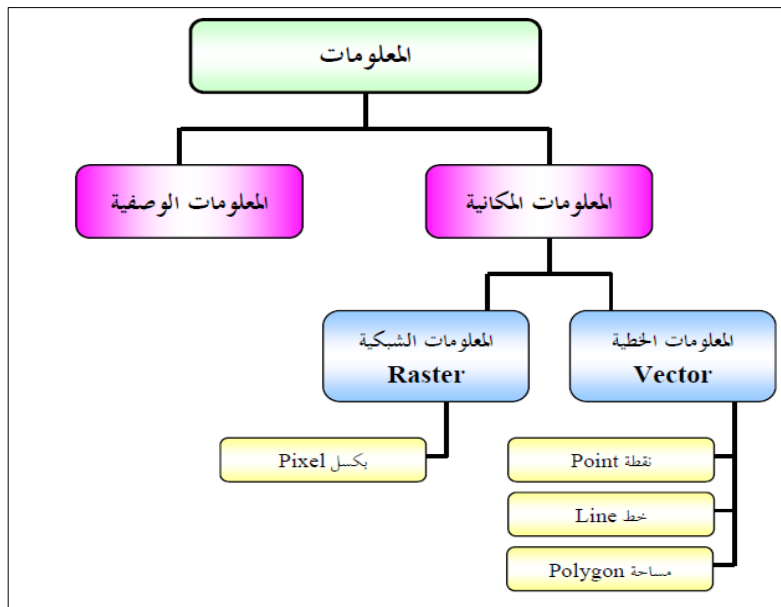 المعلومات
المعلومات المكانية
المعلومات الوصفية
المعلومات الخطية
Vector
المعلومات الشبكية
Raster
نقطة Point
خط Line
مساحة Polygon
بكسل Pixel